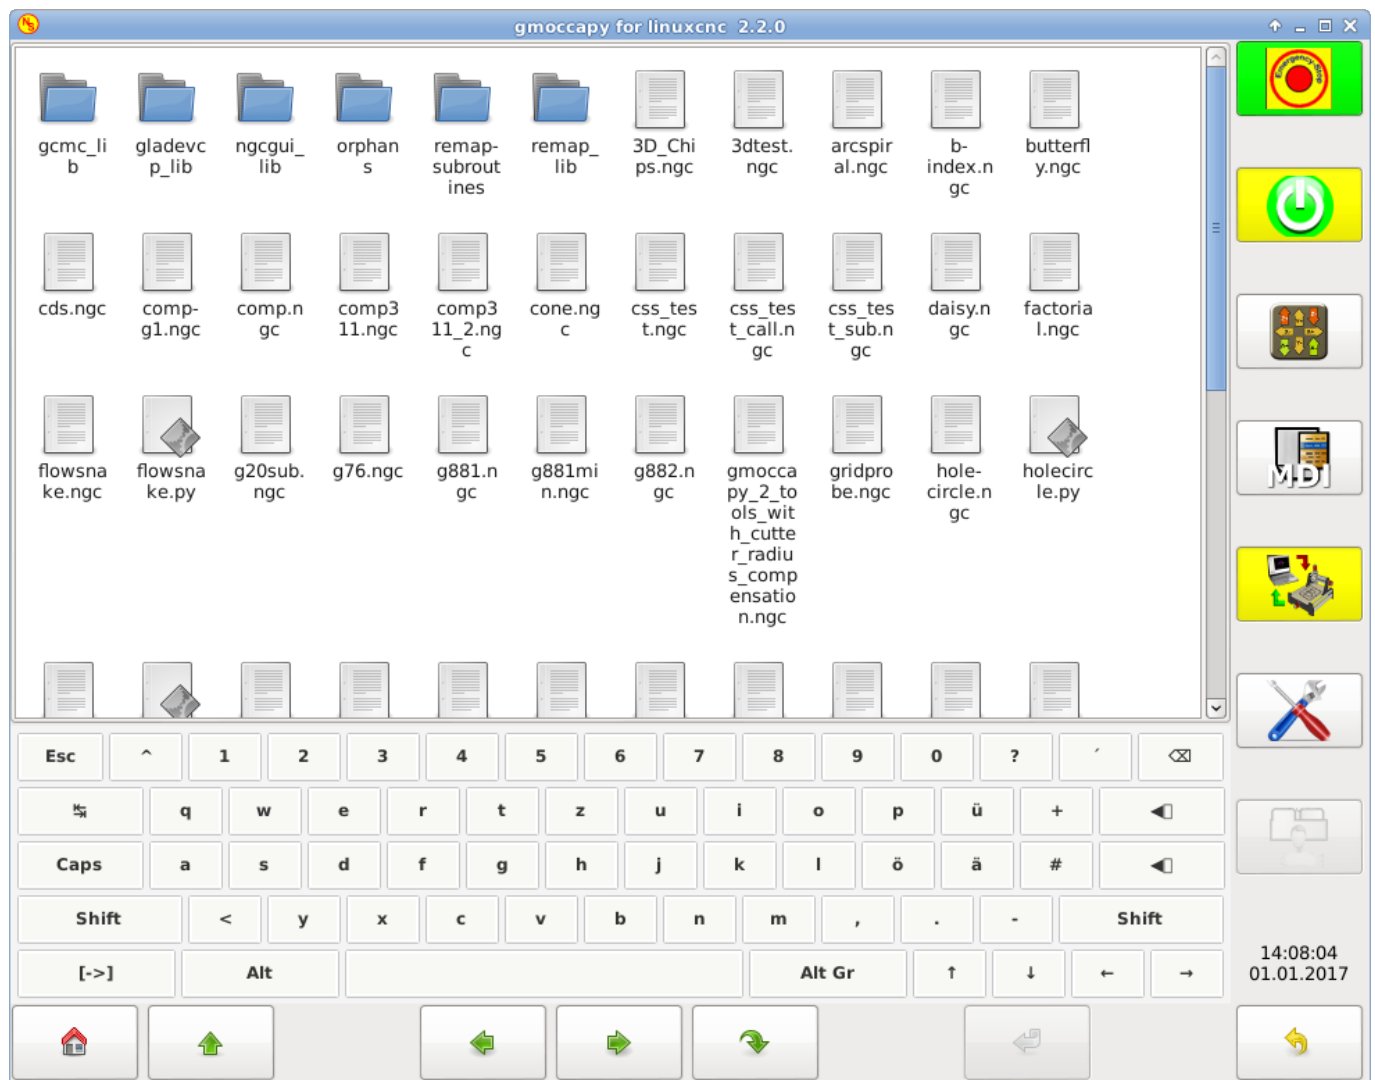 gmoccapy for linuxcnc 2.2.0
gcmc_li
b
gladevc
p_lib
ngcgui_
lib
orphan
s
remap-
subrout
ines
remap_
lib
3D_Chi
ps.ngc
3dtest.
ngc
arcspir
al.ngc
b-
index.n
gc
butterfl
y.ngc
cds.ngc
comp-
g1.ngc
comp.n
gc
comp3
11.ngc
comp3
11_2.ng
c
cone.ng
c
css_tes
t.ngc
css_tes
t_call.n
gc
css_tes
t_sub.n
gc
daisy.n
gc
factoria
l.ngc
flowsna
ke.ngc
flowsna
ke.py
g20sub.
ngc
g76.ngc
g881.n
gc
g881mi
n.ngc
g882.n
gc
gmocca
py_2_to
ols_wit
h_cutte
r_radiu
s_comp
ensatio
n.ngc
gridpro
be.ngc
hole-
circle.n
gc
holecirc
le.py
Emergency-Stop
MDI
Esc ^ 1 2 3 4 5 6 7 8 9 0 ? ´ ⌫
↹ q w e r t z u i o p ü +
Caps a s d f g h j k l ö ä #
Shift < y x c v b n m , . - Shift
[->] Alt Alt Gr ↑ ↓ ← →
14:08:04
01.01.2017